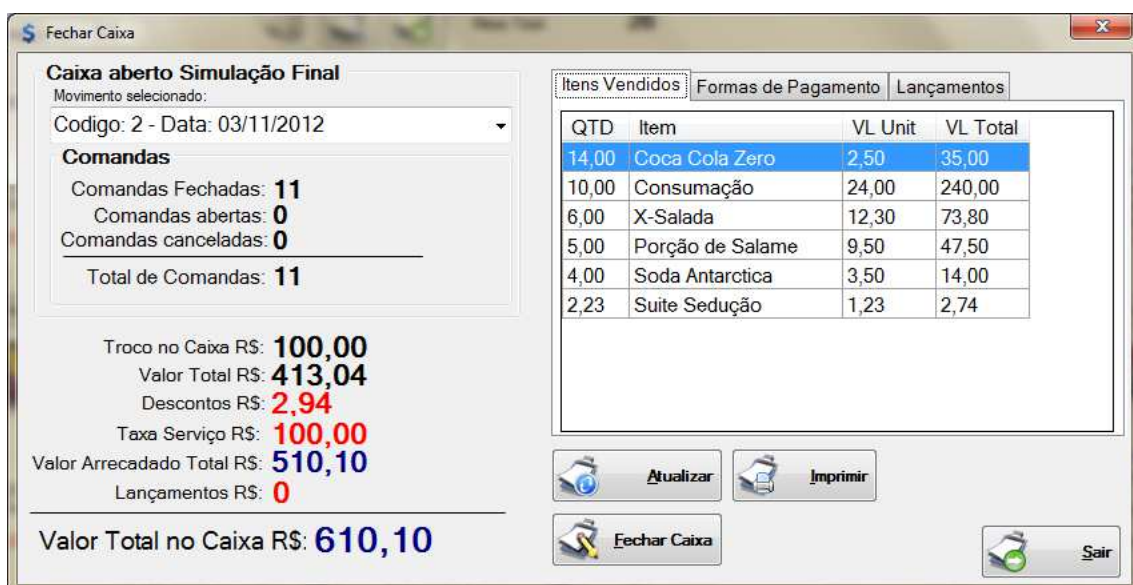 Fechar Caixa
Caixa aberto Simulação Final
Movimento selecionado:
Codigo: 2 - Data: 03/11/2012
Comandas
Comandas Fechadas: 11
Comandas abertas: 0
Comandas canceladas: 0
Total de Comandas: 11
Troco no Caixa R$: 100,00
Valor Total R$: 413,04
Descontos R$: 2,94
Taxa Serviço R$: 100,00
Valor Arrecadado Total R$: 510,10
Lançamentos R$: 0
Valor Total no Caixa R$: 610,10
Itens Vendidos Formas de Pagamento Lançamentos
QTD Item VL Unit VL Total
14,00 Coca Cola Zero 2,50 35,00
10,00 Consumação 24,00 240,00
6,00 X-Salada 12,30 73,80
5,00 Porção de Salame 9,50 47,50
4,00 Soda Antarctica 3,50 14,00
2,23 Suite Sedução 1,23 2,74
Atualizar Imprimir
Fechar Caixa
Sair